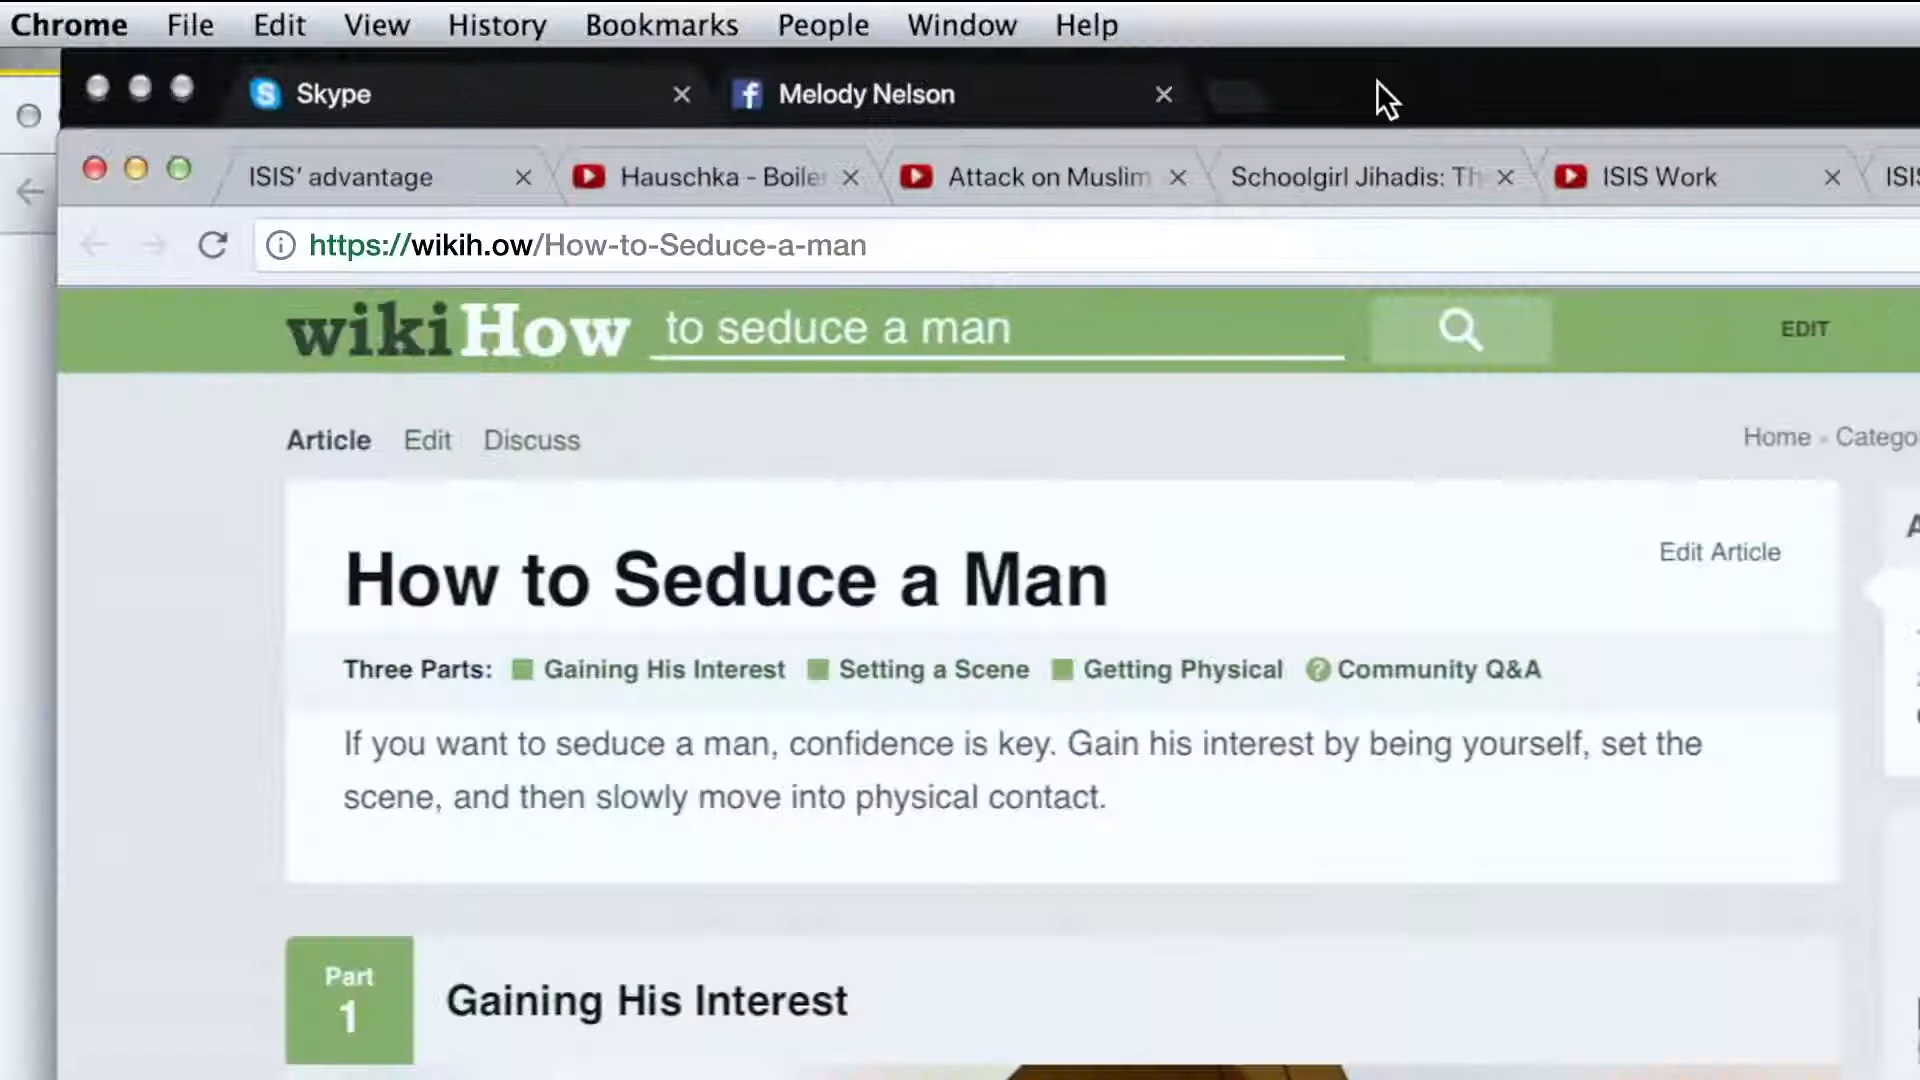 Chrome File Edit View History Bookmarks People Window Help
Skype Melody Nelson
ISIS' advantage Hauschka - Boiler Attack on Muslim Schoolgirl Jihadis: Th ISIS Work ISIS
https://wikih.ow/How-to-Seduce-a-man
wikiHow to seduce a man EDIT
Article Edit Discuss Home Catego
How to Seduce a Man
Edit Article
Three Parts: Gaining His Interest Setting a Scene Getting Physical Community Q&A
If you want to seduce a man, confidence is key. Gain his interest by being yourself, set the
scene, and then slowly move into physical contact.
Part
1
Gaining His Interest